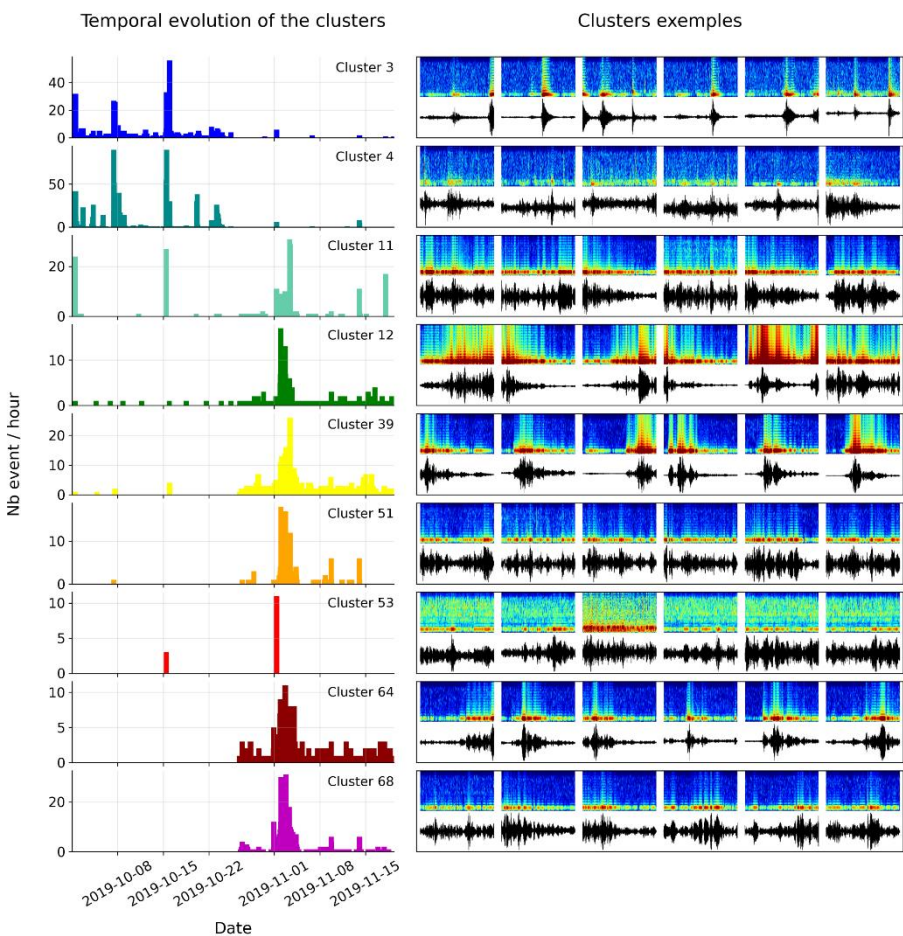 Temporal evolution of the clusters
Clusters exemples
Nb event / hour
Cluster 3
40
20
0
Cluster 4
50
0
Cluster 11
20
0
Cluster 12
10
0
Cluster 39
20
10
0
Cluster 51
10
0
Cluster 53
10
5
0
Cluster 64
10
5
0
Cluster 68
20
0
2019-10-08
2019-10-15
2019-10-22
2019-11-01
2019-11-08
2019-11-15
Date